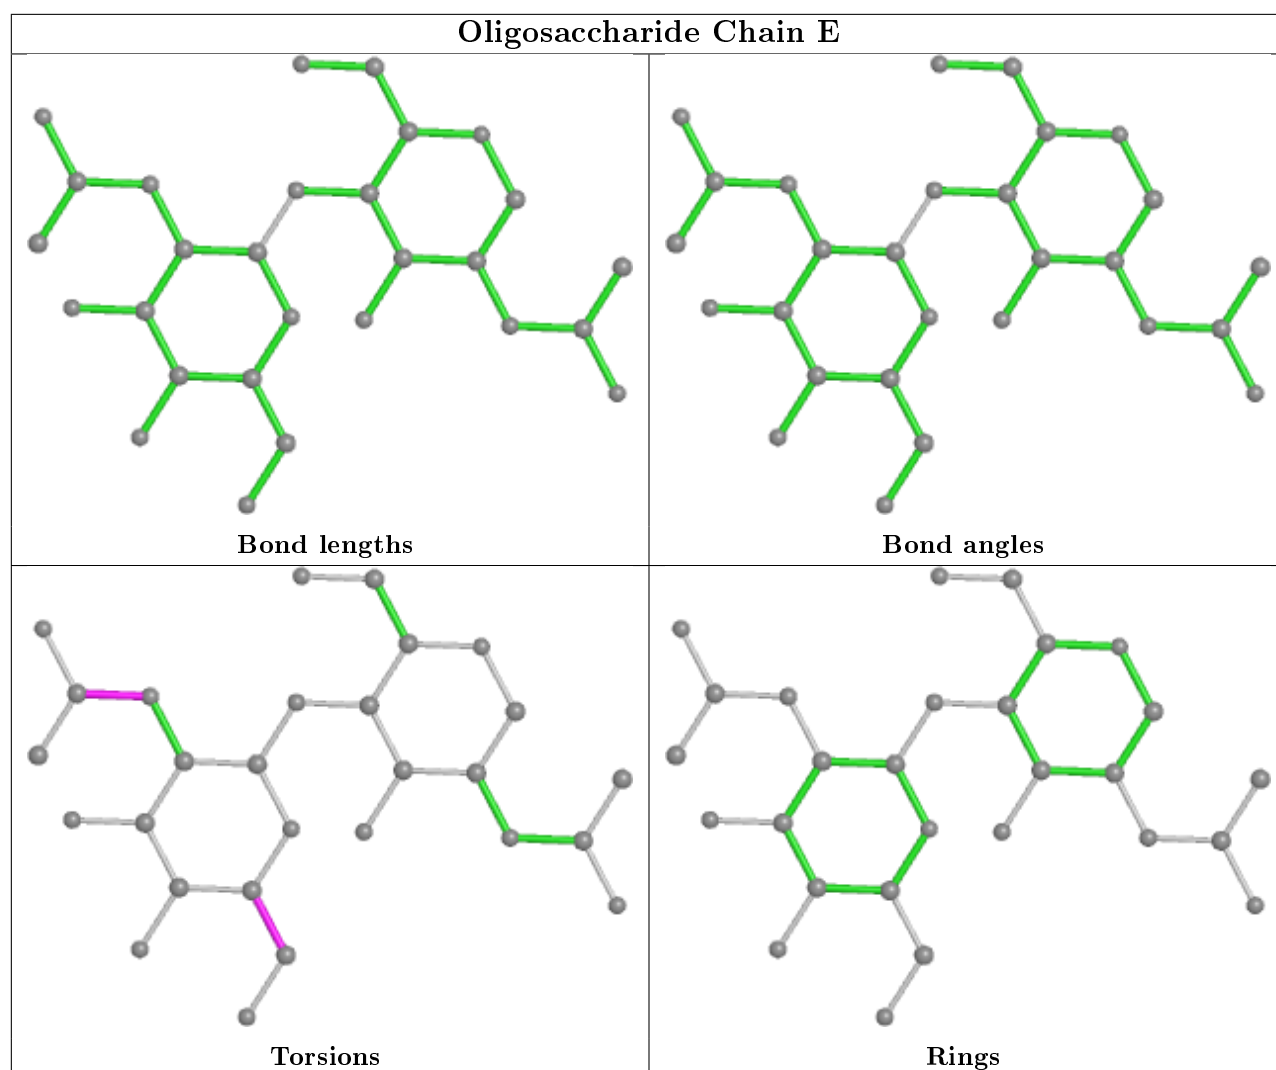 Oligosaccharide Chain E
Bond lengths
Bond angles
Torsions
Rings